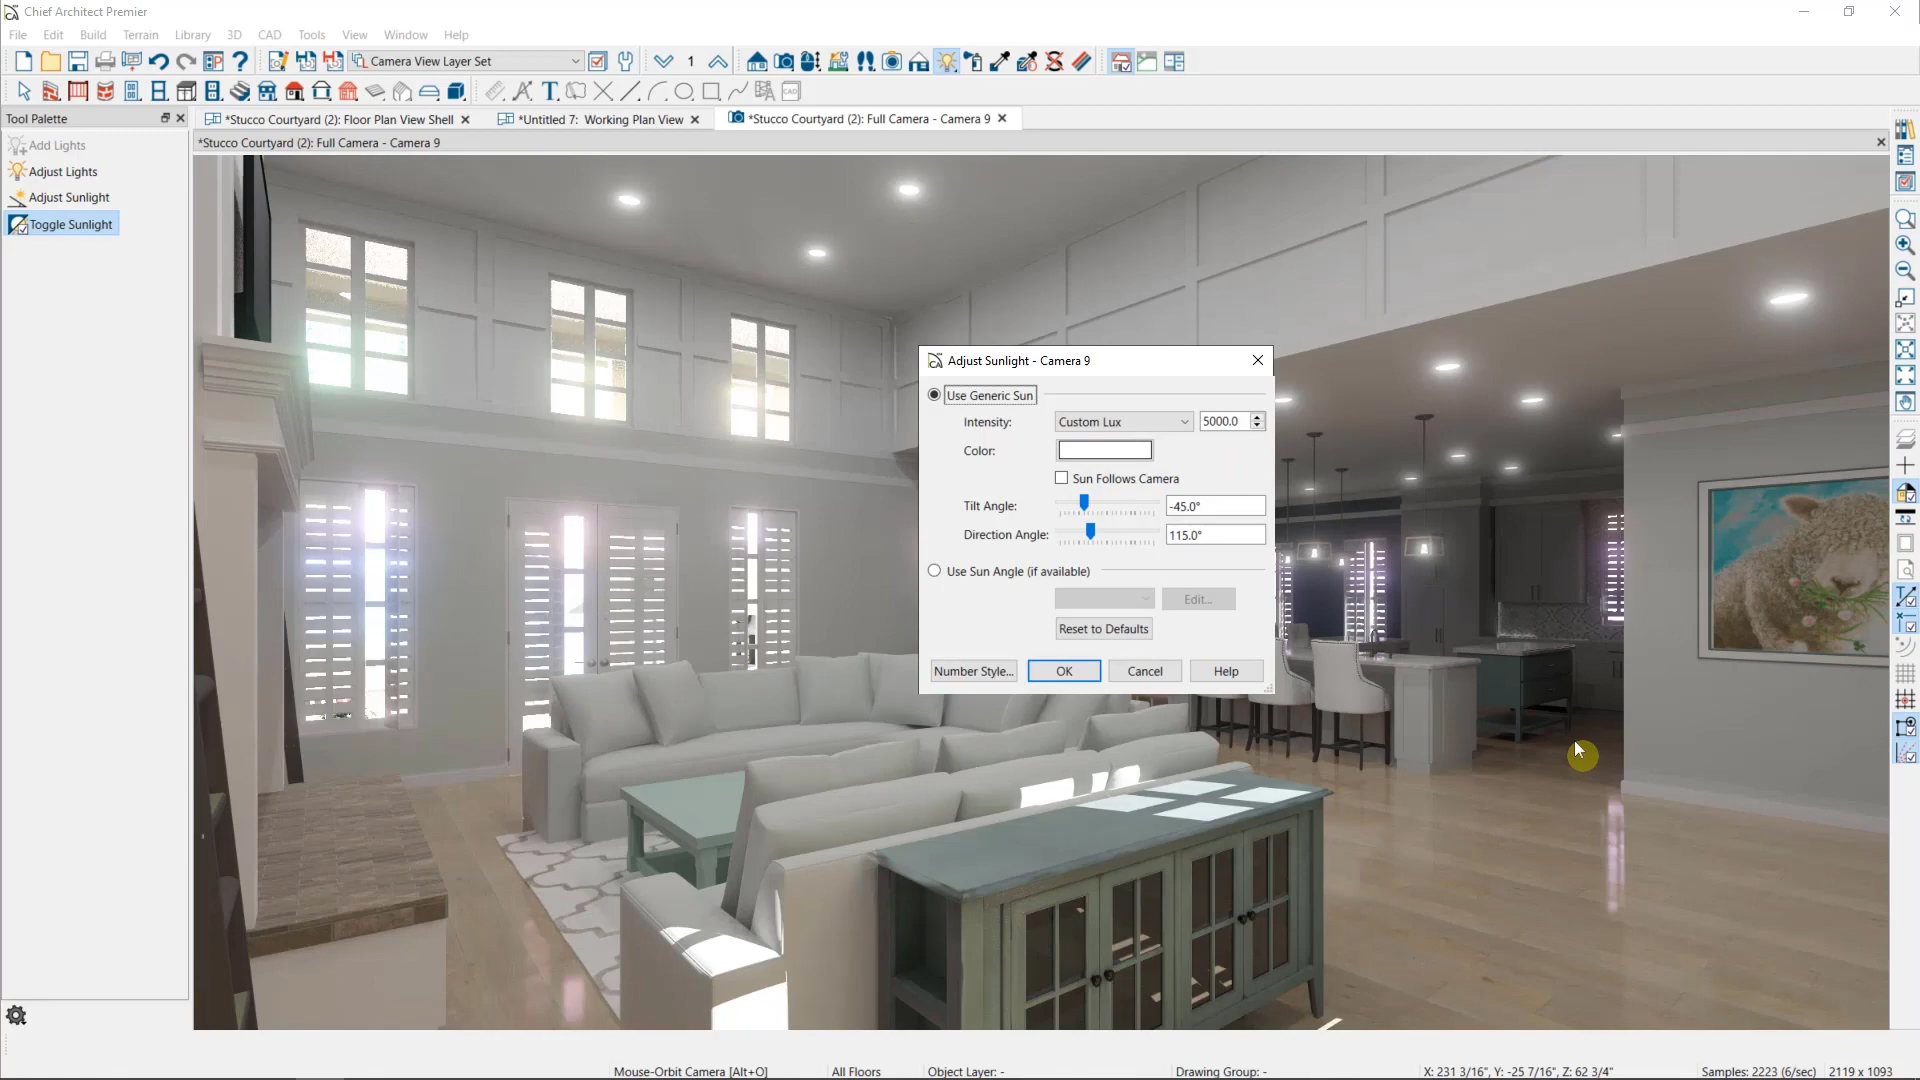 Chief Architect Premier
File Edit Build Terrain Library 3D CAD Tools View Window Help
Camera View Layer Set 1
Tool Palette
*Stucco Courtyard (2): Floor Plan View Shell
*Untitled 7: Working Plan View
*Stucco Courtyard (2): Full Camera - Camera 9
*Stucco Courtyard (2): Full Camera - Camera 9
Add Lights
Adjust Lights
Adjust Sunlight
Toggle Sunlight
Adjust Sunlight - Camera 9
Use Generic Sun
Intensity: Custom Lux 5000.0
Color:
Sun Follows Camera
Tilt Angle: -45.0°
Direction Angle: 115.0°
Use Sun Angle (if available)
Edit...
Reset to Defaults
Number Style... OK Cancel Help
Mouse-Orbit Camera [Alt+O] All Floors Object Layer: - Drawing Group: - X: 231 3/16", Y: -25 7/16", Z: 62 3/4" Samples: 2223 (6/sec) 2119 x 1093